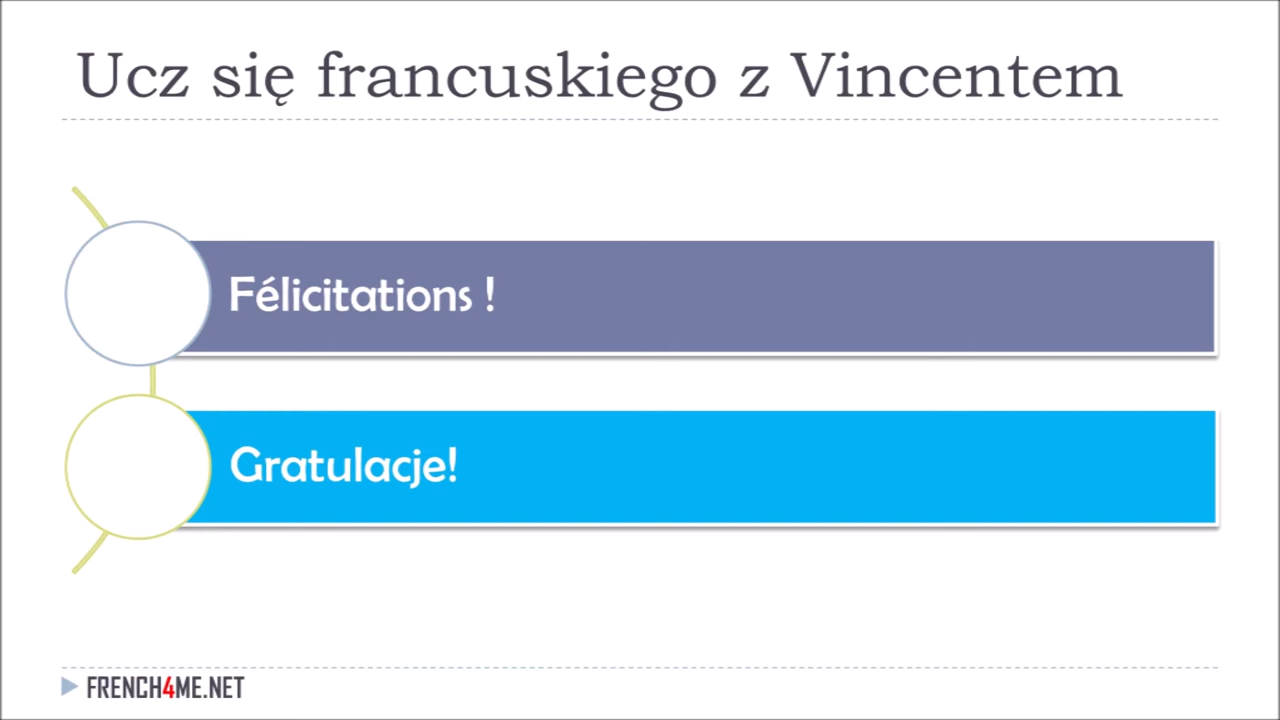 Ucz się francuskiego z Vincentem
Félicitations !
Gratulacje!
FRENCH4ME.NET